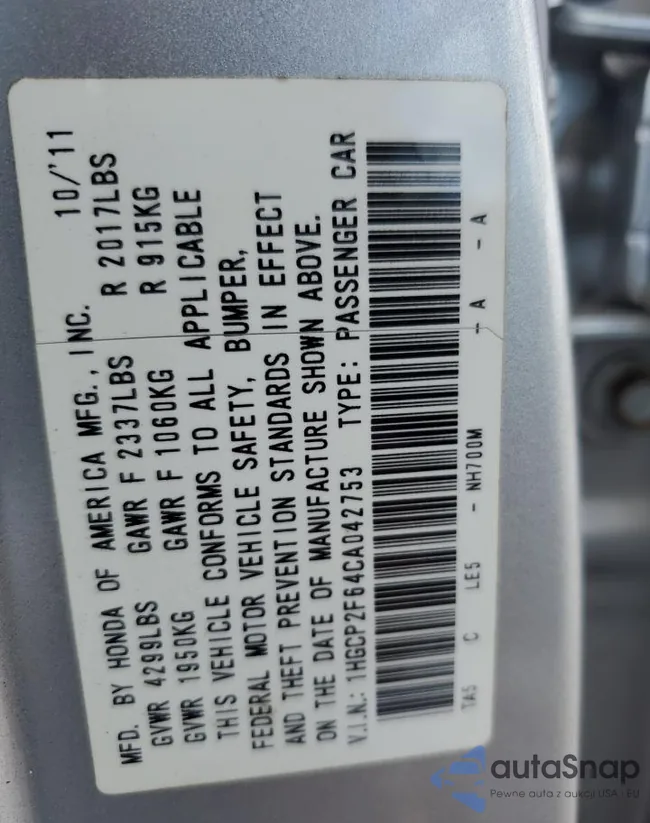 MFD. BY HONDA OF AMERICA MFG., INC. 10/'11
GVWR 4299LBS GAWR F 2337LBS R 2017LBS
GVWR 1950KG GAWR F 1060KG R 915KG
THIS VEHICLE CONFORMS TO ALL APPLICABLE
FEDERAL MOTOR VEHICLE SAFETY, BUMPER,
AND THEFT PREVENTION STANDARDS IN EFFECT
ON THE DATE OF MANUFACTURE SHOWN ABOVE.
V.I.N.: 1HGCP2F64CA042753 TYPE: PASSENGER CAR
TA5 C LE5 - NH700M - A - A
autaSnap
Pewne auta z aukcji USA i EU